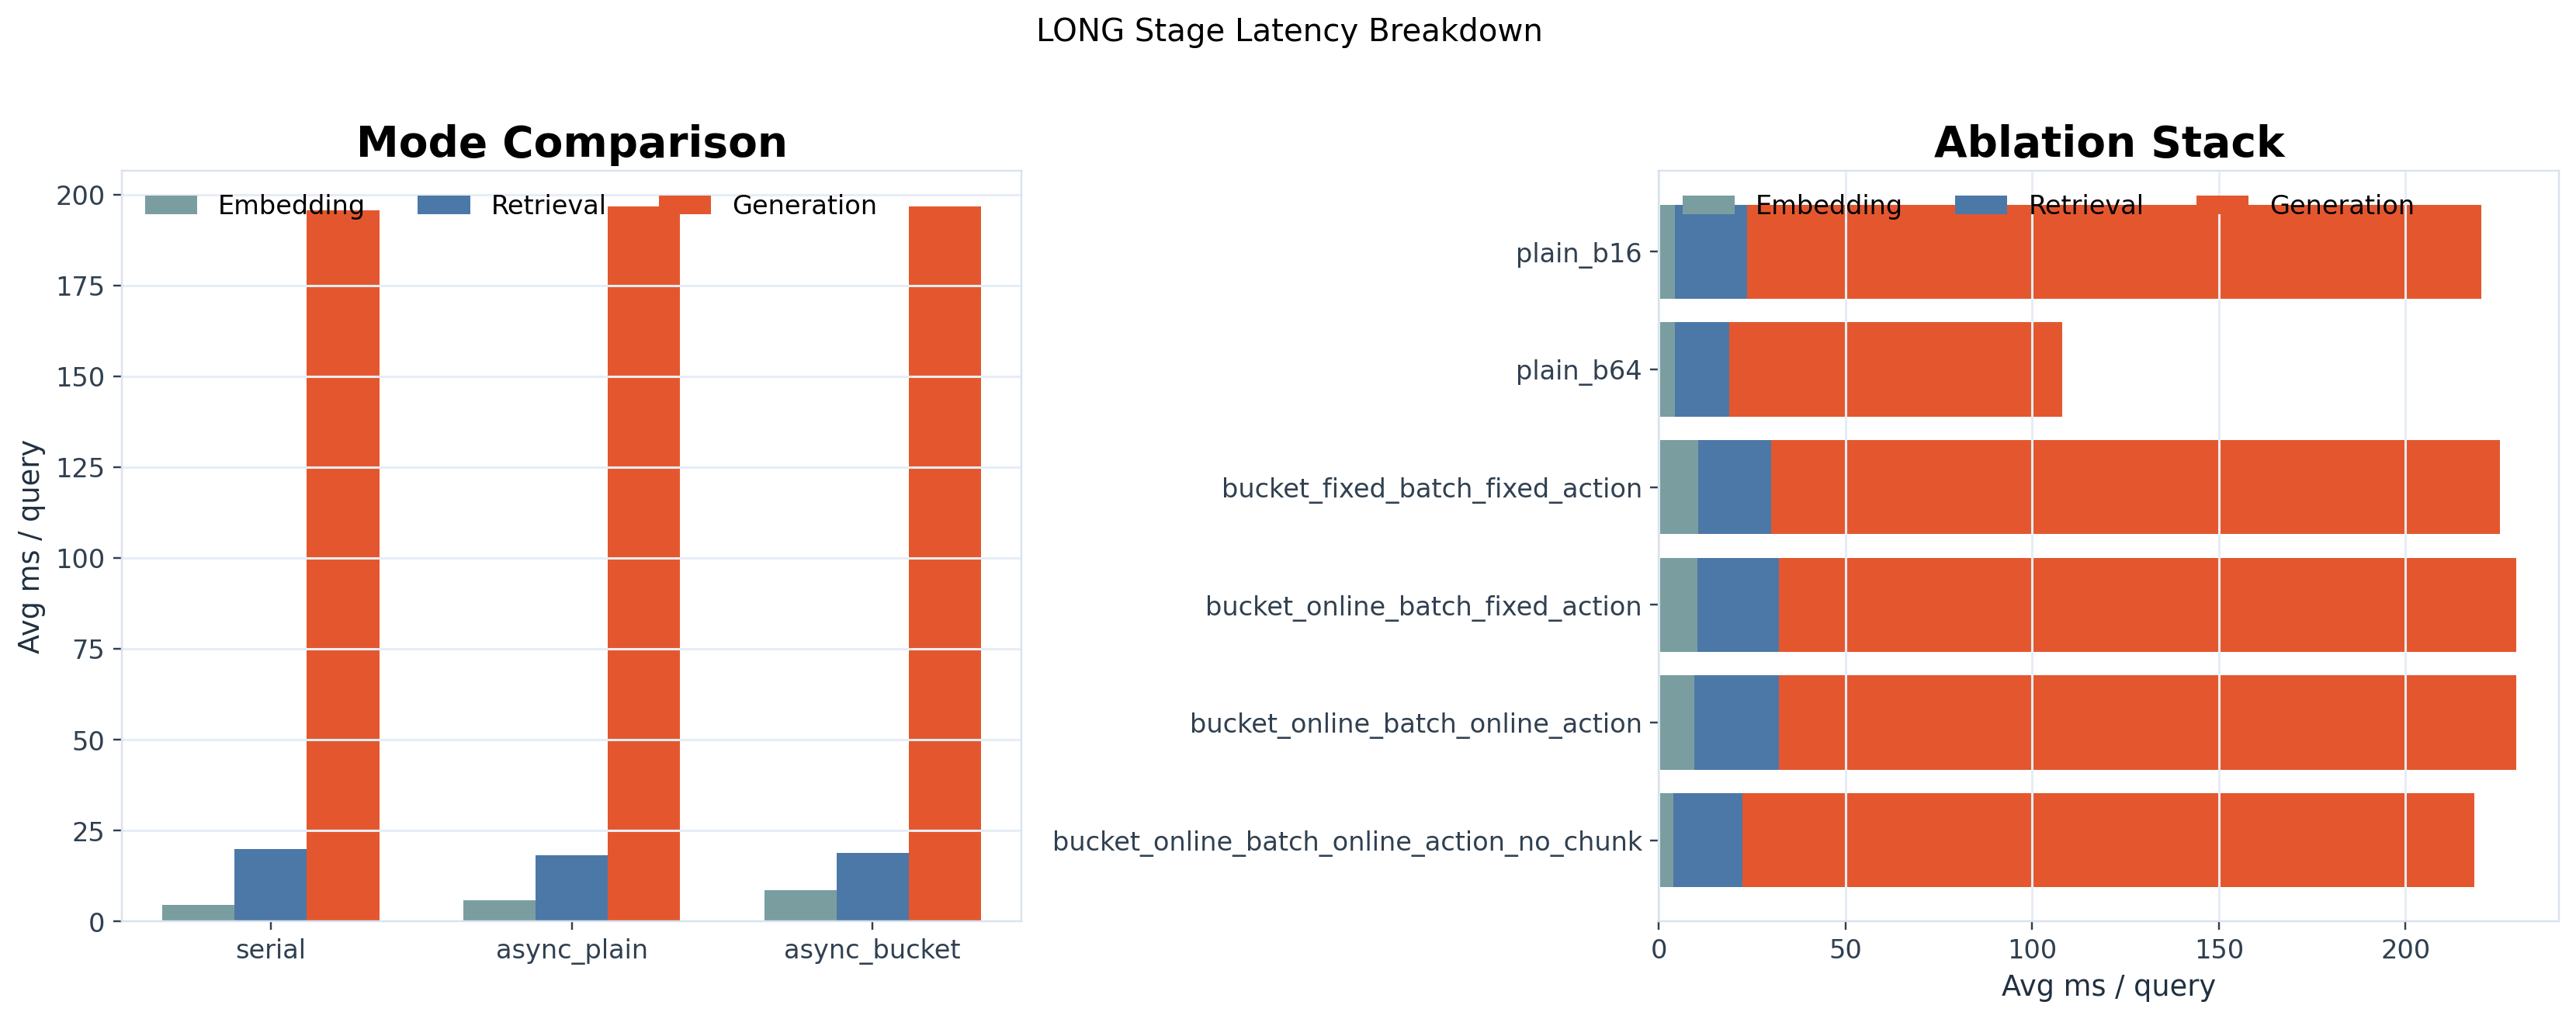 LONG Stage Latency Breakdown
Mode Comparison
Embedding Retrieval Generation
200
175
150
125
100
75
50
25
0
Avg ms / query
serial async_plain async_bucket
Ablation Stack
Embedding Retrieval Generation
plain_b16
plain_b64
bucket_fixed_batch_fixed_action
bucket_online_batch_fixed_action
bucket_online_batch_online_action
bucket_online_batch_online_action_no_chunk
0 50 100 150 200
Avg ms / query